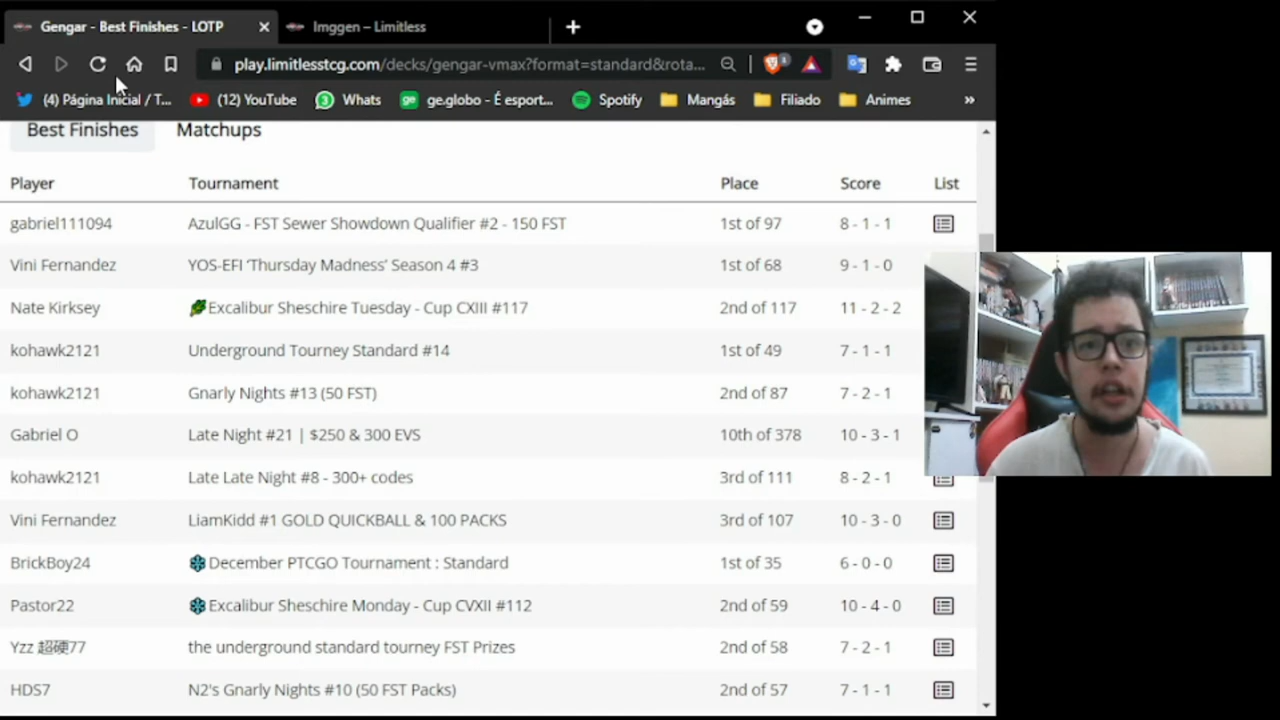 Gengar - Best Finishes - LOTP
Imggen – Limitless
play.limitlesstcg.com/decks/gengar-vmax?format=standard&rota...
(4) Página Inicial / T...
(12) YouTube
Whats
ge.globo - É esport...
Spotify
Mangás
Filiado
Animes
»
Best Finishes Matchups
Player Tournament Place Score List
gabriel111094 AzulGG - FST Sewer Showdown Qualifier #2 - 150 FST 1st of 97 8 - 1 - 1
Vini Fernandez YOS-EFI ‘Thursday Madness’ Season 4 #3 1st of 68 9 - 1 - 0
Nate Kirksey Excalibur Sheschire Tuesday - Cup CXIII #117 2nd of 117 11 - 2 - 2
kohawk2121 Underground Tourney Standard #14 1st of 49 7 - 1 - 1
kohawk2121 Gnarly Nights #13 (50 FST) 2nd of 87 7 - 2 - 1
Gabriel O Late Night #21 | $250 & 300 EVS 10th of 378 10 - 3 - 1
kohawk2121 Late Late Night #8 - 300+ codes 3rd of 111 8 - 2 - 1
Vini Fernandez LiamKidd #1 GOLD QUICKBALL & 100 PACKS 3rd of 107 10 - 3 - 0
BrickBoy24 December PTCGO Tournament : Standard 1st of 35 6 - 0 - 0
Pastor22 Excalibur Sheschire Monday - Cup CVXII #112 2nd of 59 10 - 4 - 0
Yzz 超硬77 the underground standard tourney FST Prizes 2nd of 58 7 - 2 - 1
HDS7 N2's Gnarly Nights #10 (50 FST Packs) 2nd of 57 7 - 1 - 1